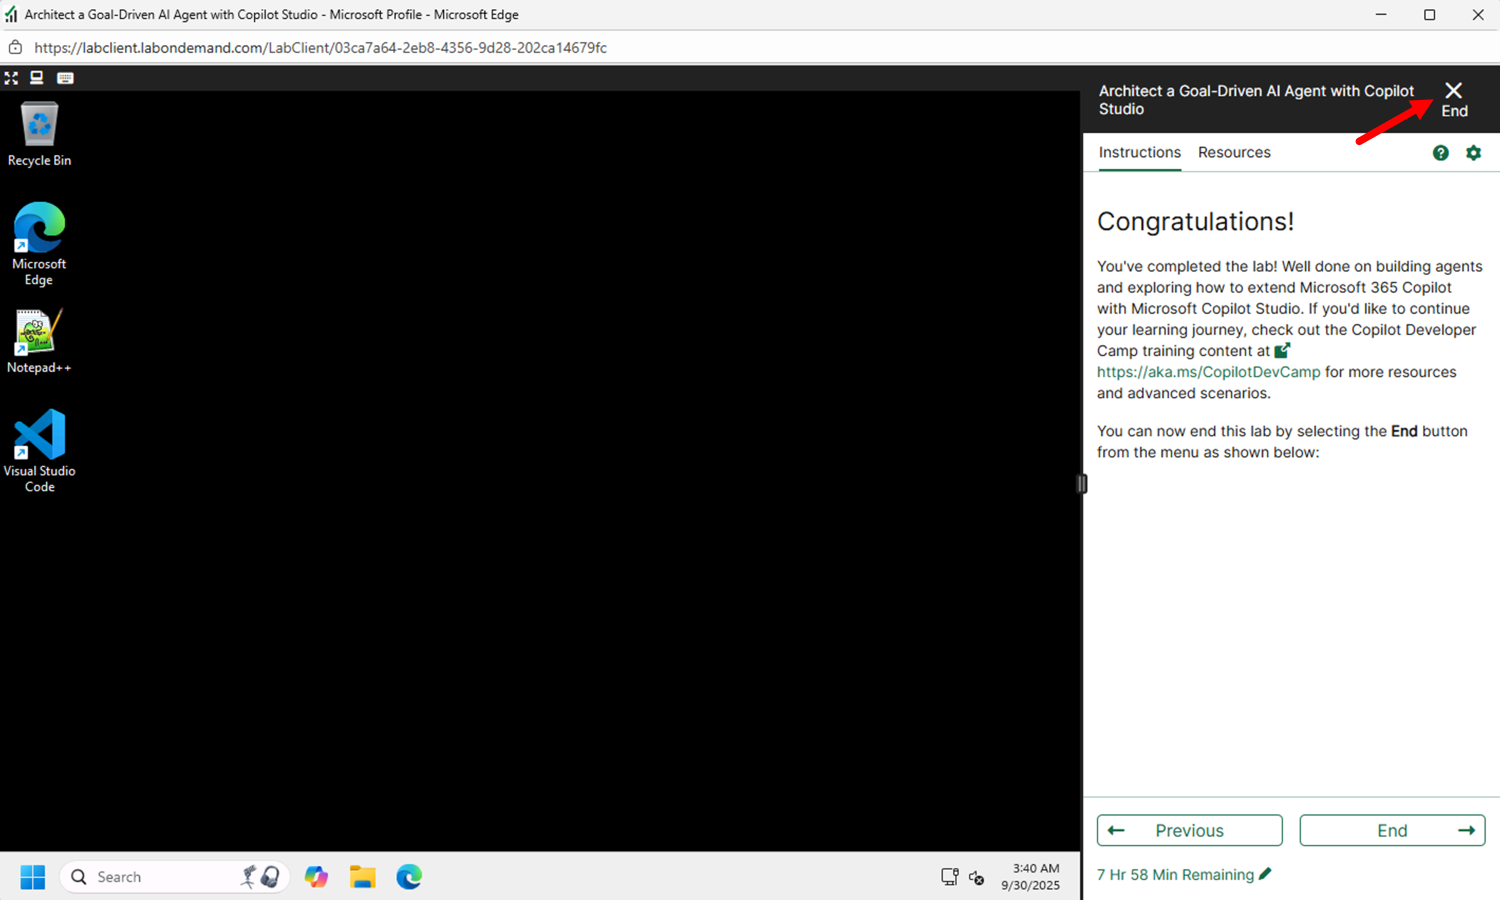 Architect a Goal-Driven AI Agent with Copilot Studio - Microsoft Profile - Microsoft Edge
https://labclient.labondemand.com/LabClient/03ca7a64-2eb8-4356-9d28-202ca14679fc
Recycle Bin
Microsoft
Edge
Notepad++
Visual Studio
Code
Search
3:40 AM
9/30/2025
Architect a Goal-Driven AI Agent with Copilot
Studio
End
Instructions Resources
Congratulations!
You've completed the lab! Well done on building agents
and exploring how to extend Microsoft 365 Copilot
with Microsoft Copilot Studio. If you'd like to continue
your learning journey, check out the Copilot Developer
Camp training content at
https://aka.ms/CopilotDevCamp for more resources
and advanced scenarios.
You can now end this lab by selecting the End button
from the menu as shown below:
Previous
End
7 Hr 58 Min Remaining